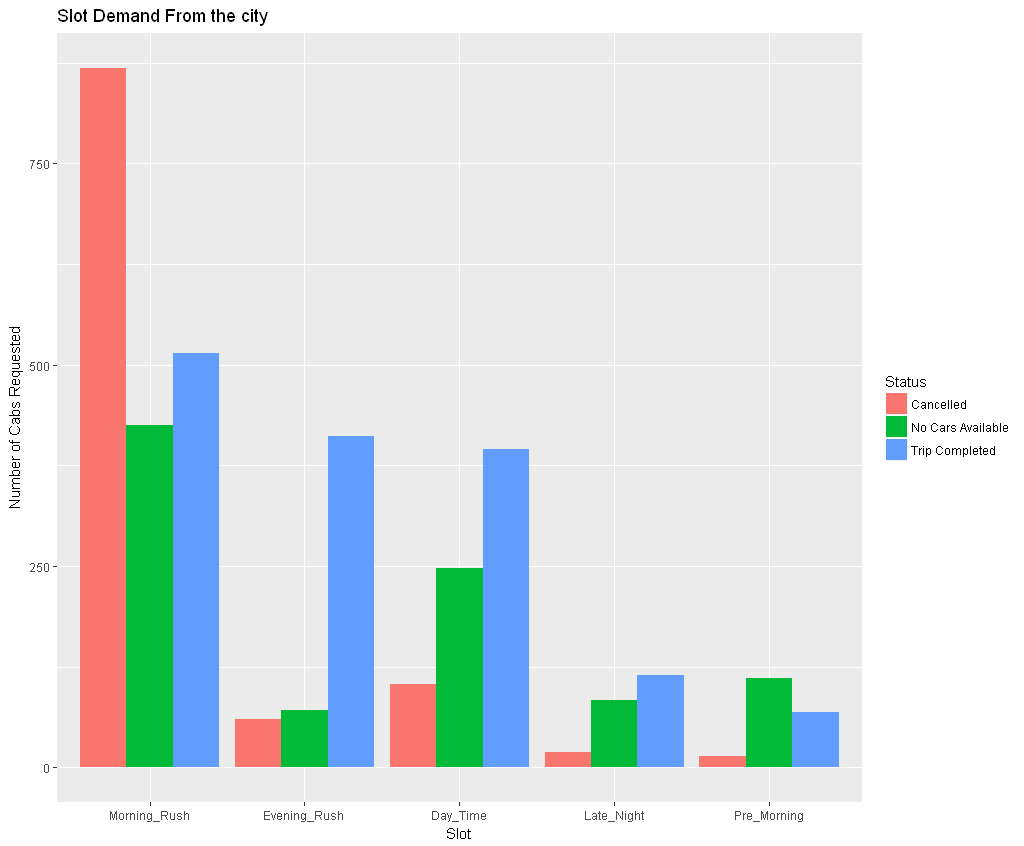 Slot Demand From the city
Number of Cabs Requested
750
500
250
0
Morning_Rush
Evening_Rush
Day_Time
Late_Night
Pre_Morning
Slot
Status
Cancelled
No Cars Available
Trip Completed